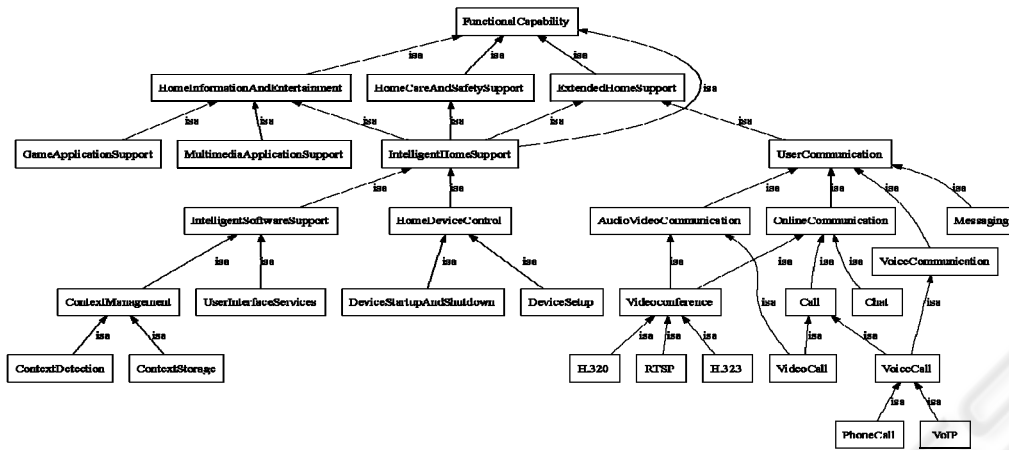 FunctionalCapability
isa
isa
isa
isa
HomeInformationAndEntertainment
HomeCareAndSafetySupport
ExtendedHomeSupport
isa
isa
isa
isa
isa
isa
GameApplicationSupport
MultimediaApplicationSupport
IntelligentHomeSupport
UserCommunication
isa
isa
isa
isa
isa
isa
IntelligentSoftwareSupport
HomeDeviceControl
AudioVideoCommunication
OnlineCommunication
Messaging
isa
isa
isa
isa
isa
isa
isa
isa
VoiceCommunication
ContextManagement
UserInterfaceServices
DeviceStartupAndShutdown
DeviceSetup
Videoconference
Call
Chat
isa
isa
isa
isa
isa
isa
isa
isa
isa
ContextDetection
ContextStorage
H.320
RTSP
H.323
VideoCall
VoiceCall
isa
isa
PhoneCall
VoIP